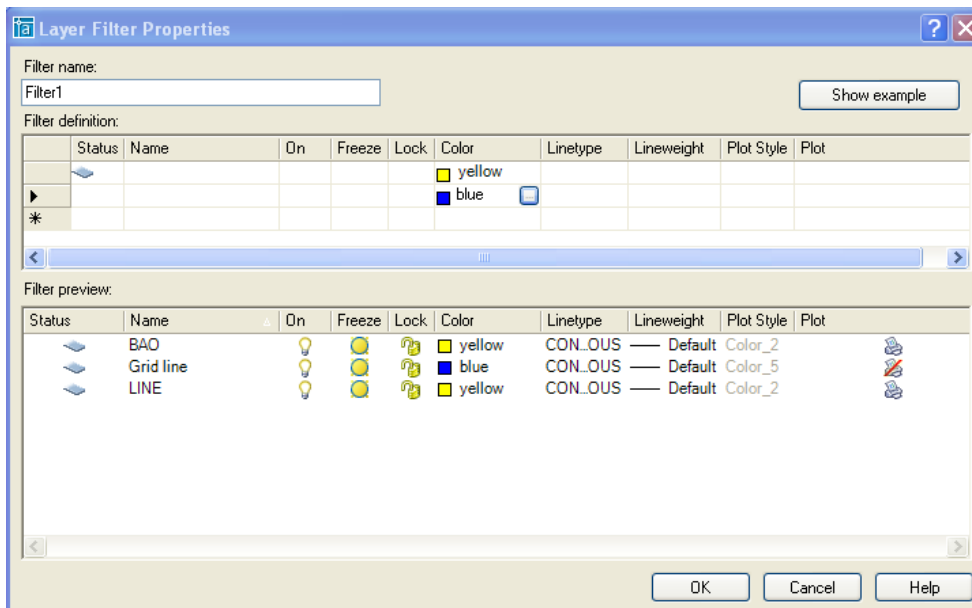 Layer Filter Properties
Filter name:
Filter1
Show example
Filter definition:
Status Name On Freeze Lock Color Linetype Lineweight Plot Style Plot
yellow
blue ...
Filter preview:
Status Name On Freeze Lock Color Linetype Lineweight Plot Style Plot
BAO yellow CON...OUS Default Color_2
Grid line blue CON...OUS Default Color_5
LINE yellow CON...OUS Default Color_2
OK Cancel Help